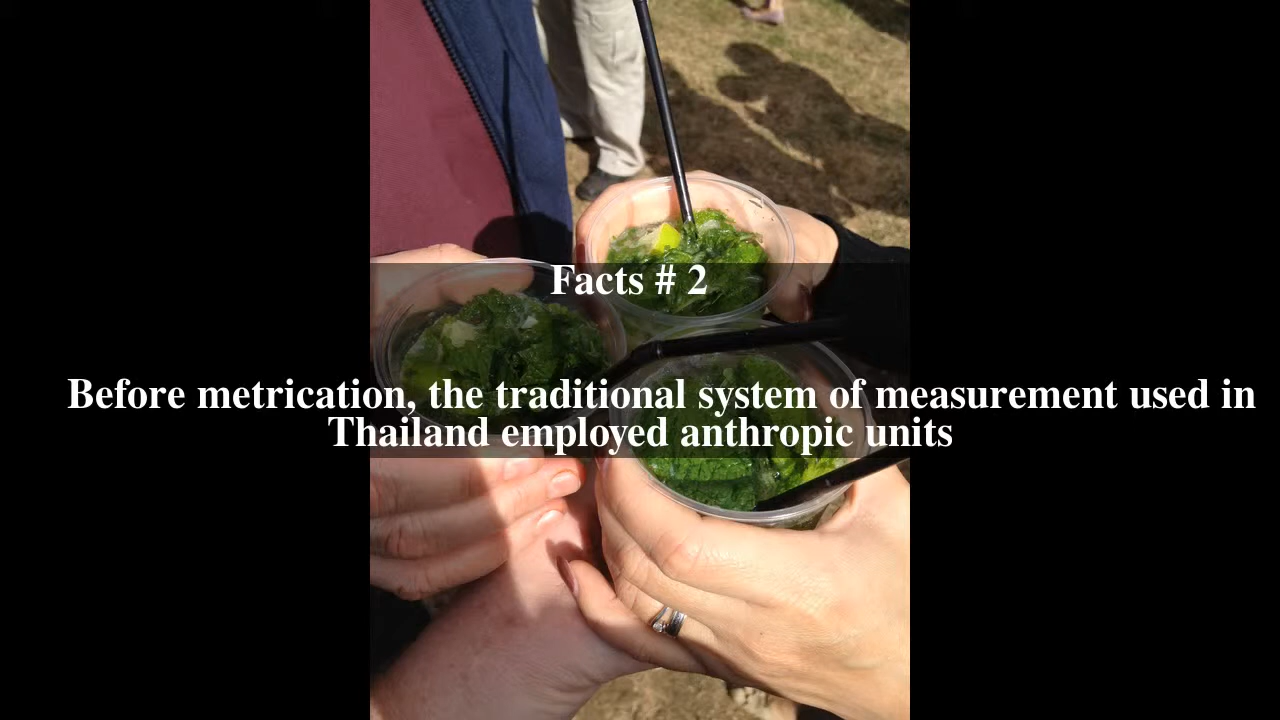 Facts # 2
Before metrication, the traditional system of measurement used in
Thailand employed anthropic units